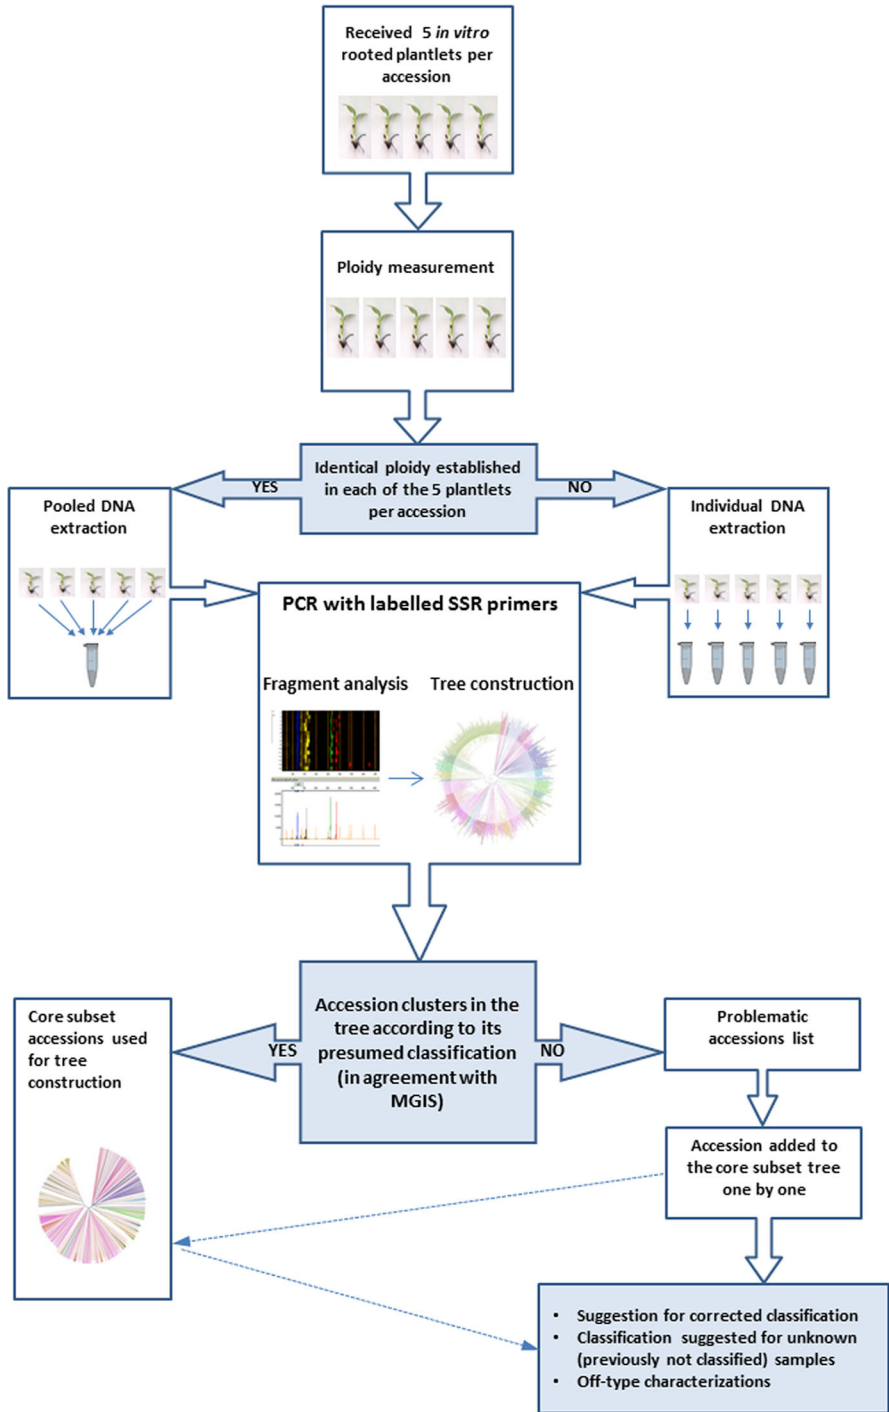 Received 5 in vitro
rooted plantlets per
accession
Ploidy measurement
Identical ploidy established
in each of the 5 plantlets
per accession
YES
NO
Pooled DNA
extraction
Individual DNA
extraction
PCR with labelled SSR primers
Fragment analysis
Tree construction
Accession clusters in the
tree according to its
presumed classification
(in agreement with
MGIS)
YES
NO
Core subset
accessions used
for tree
construction
Problematic
accessions list
Accession added to
the core subset tree
one by one
• Suggestion for corrected classification
• Classification suggested for unknown
(previously not classified) samples
• Off-type characterizations